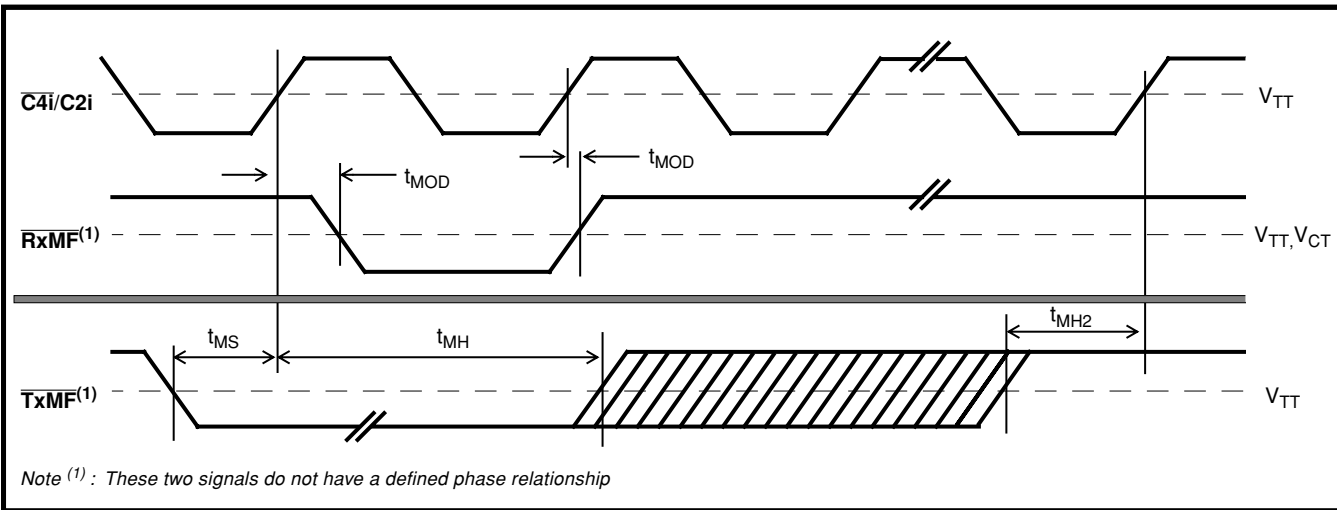 C4i/C2i
V_TT
t_MOD
t_MOD
RxMF(1)
V_TT,V_CT
t_MS
t_MH
t_MH2
TxMF(1)
V_TT
Note (1) : These two signals do not have a defined phase relationship